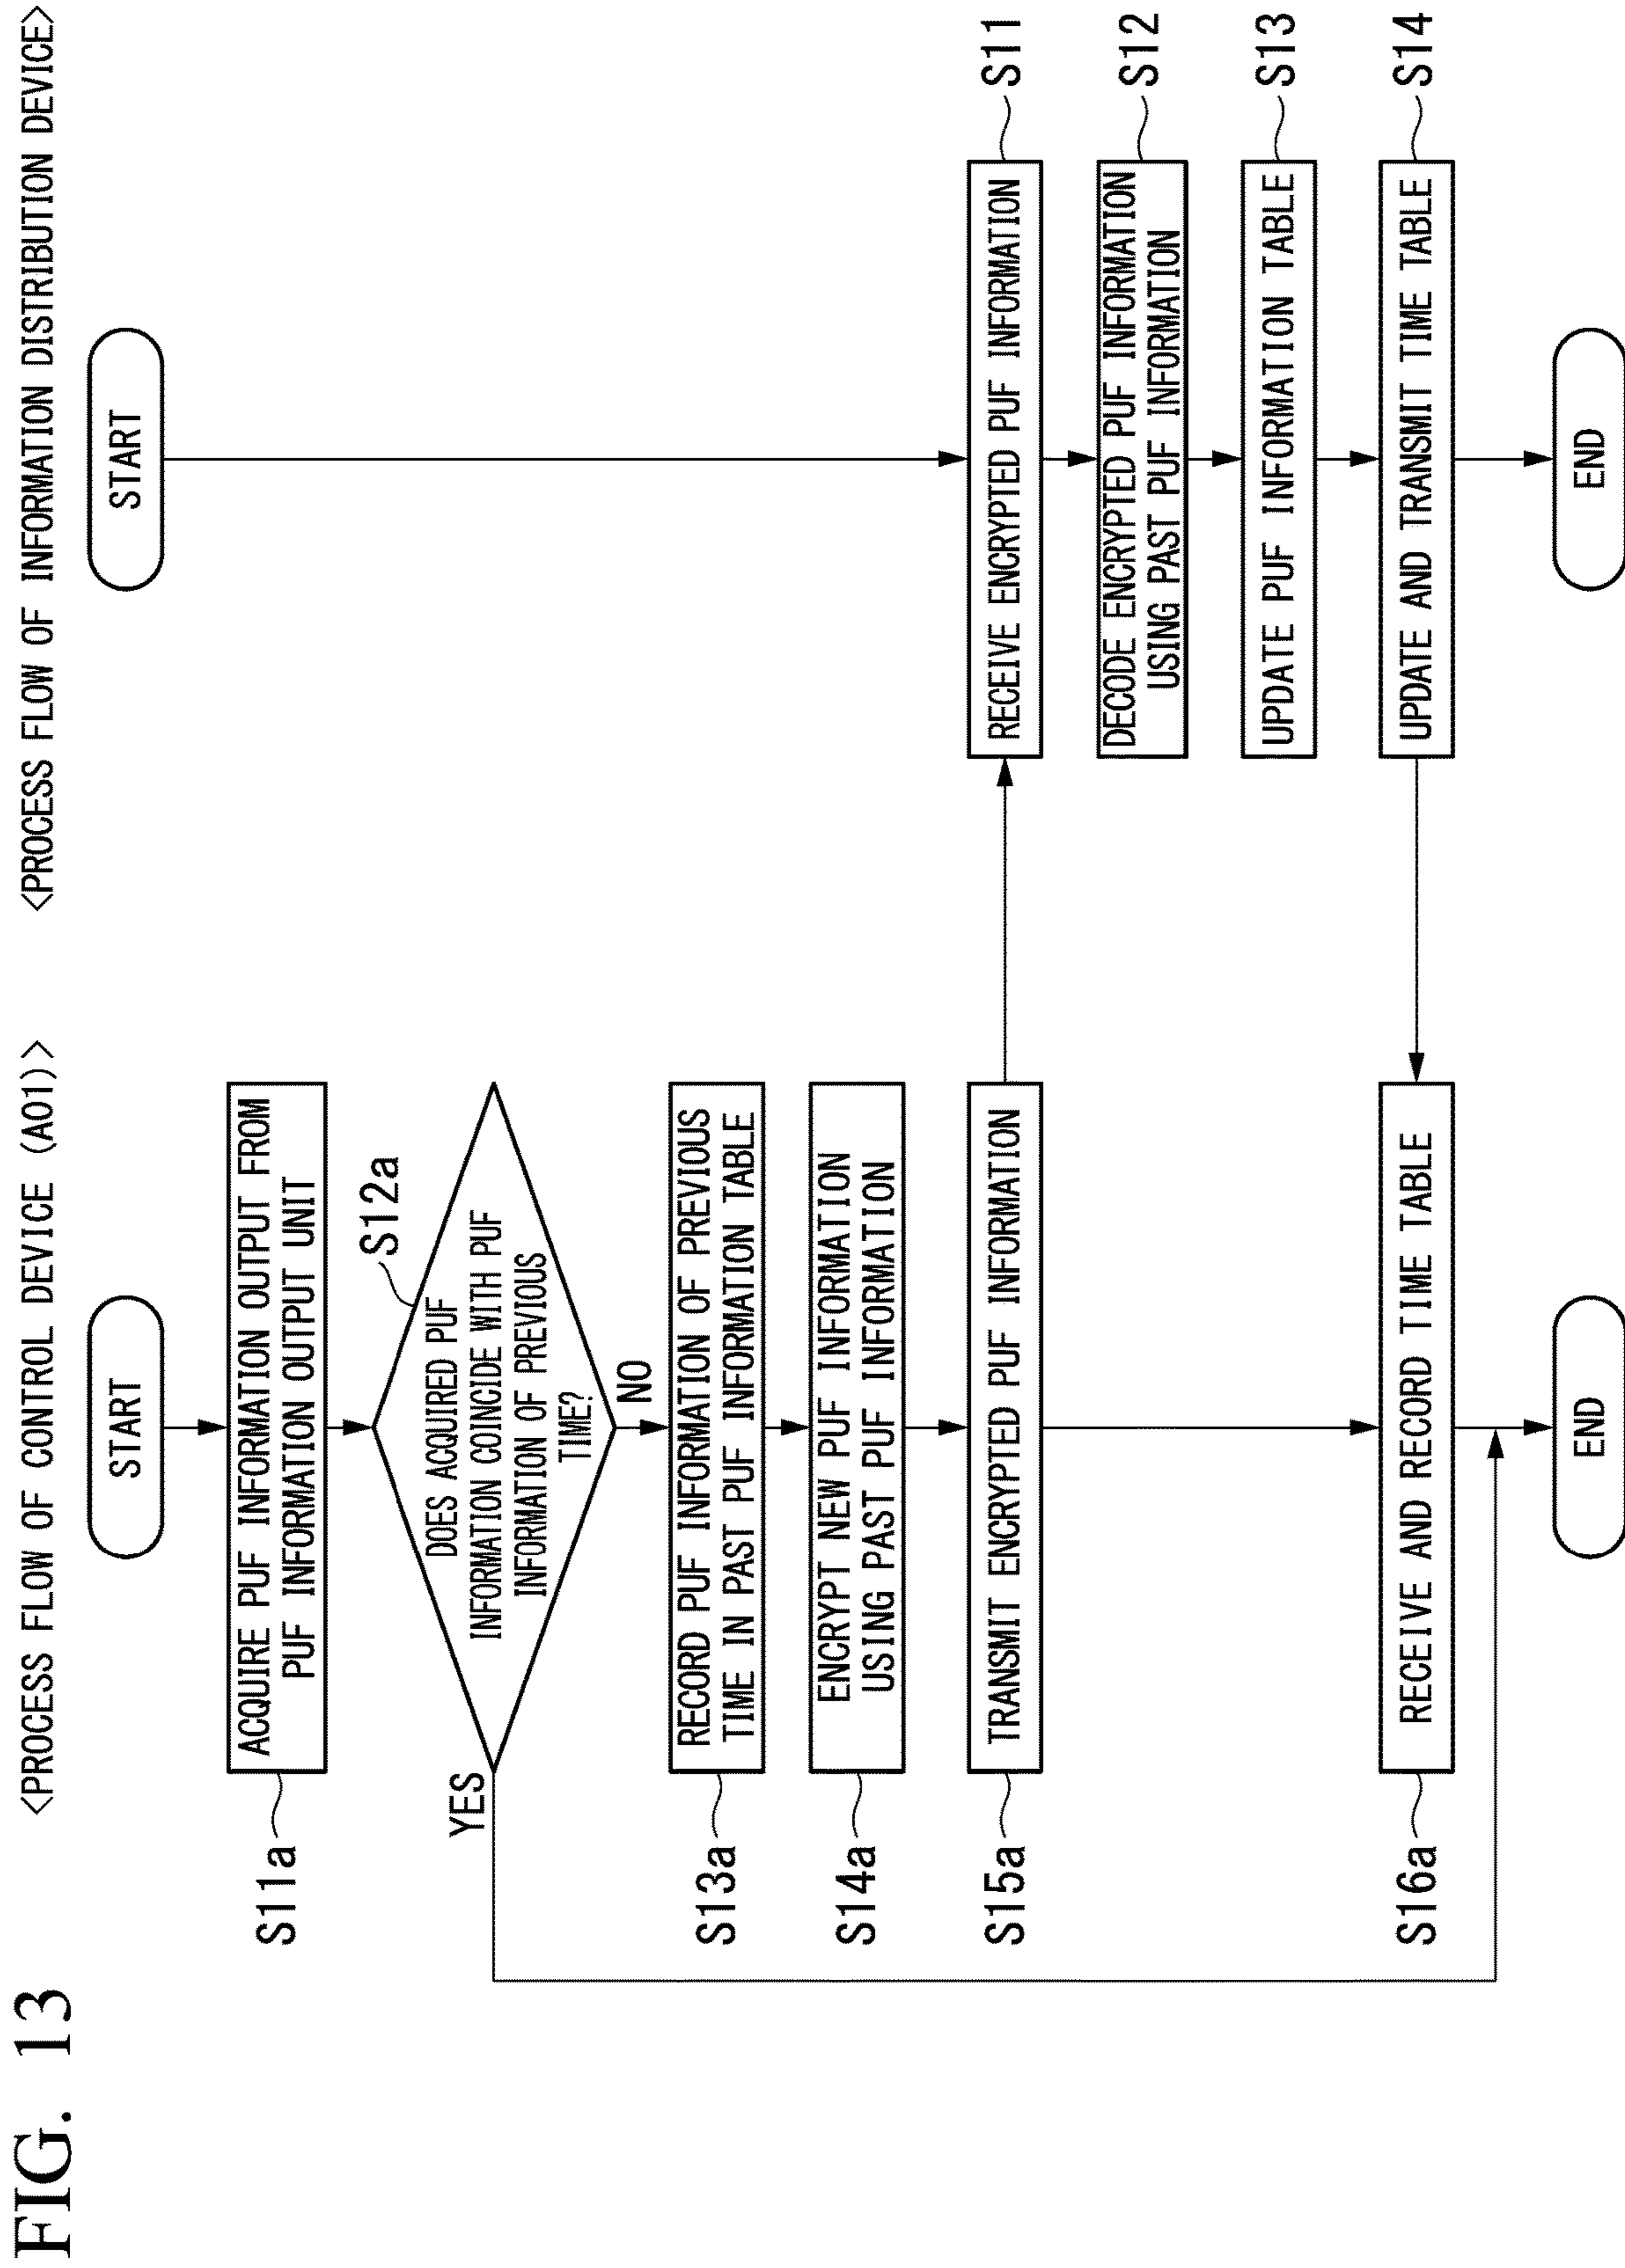 FIG. 13
<PROCESS FLOW OF CONTROL DEVICE (A01)>
START
S11a
ACQUIRE PUF INFORMATION OUTPUT FROM
PUF INFORMATION OUTPUT UNIT
S12a
DOES ACQUIRED PUF
INFORMATION COINCIDE WITH PUF
INFORMATION OF PREVIOUS
TIME?
YES
NO
S13a
RECORD PUF INFORMATION OF PREVIOUS
TIME IN PAST PUF INFORMATION TABLE
S14a
ENCRYPT NEW PUF INFORMATION
USING PAST PUF INFORMATION
S15a
TRANSMIT ENCRYPTED PUF INFORMATION
S16a
RECEIVE AND RECORD TIME TABLE
END
<PROCESS FLOW OF INFORMATION DISTRIBUTION DEVICE>
START
RECEIVE ENCRYPTED PUF INFORMATION
S11
DECODE ENCRYPTED PUF INFORMATION
USING PAST PUF INFORMATION
S12
UPDATE PUF INFORMATION TABLE
S13
UPDATE AND TRANSMIT TIME TABLE
S14
END